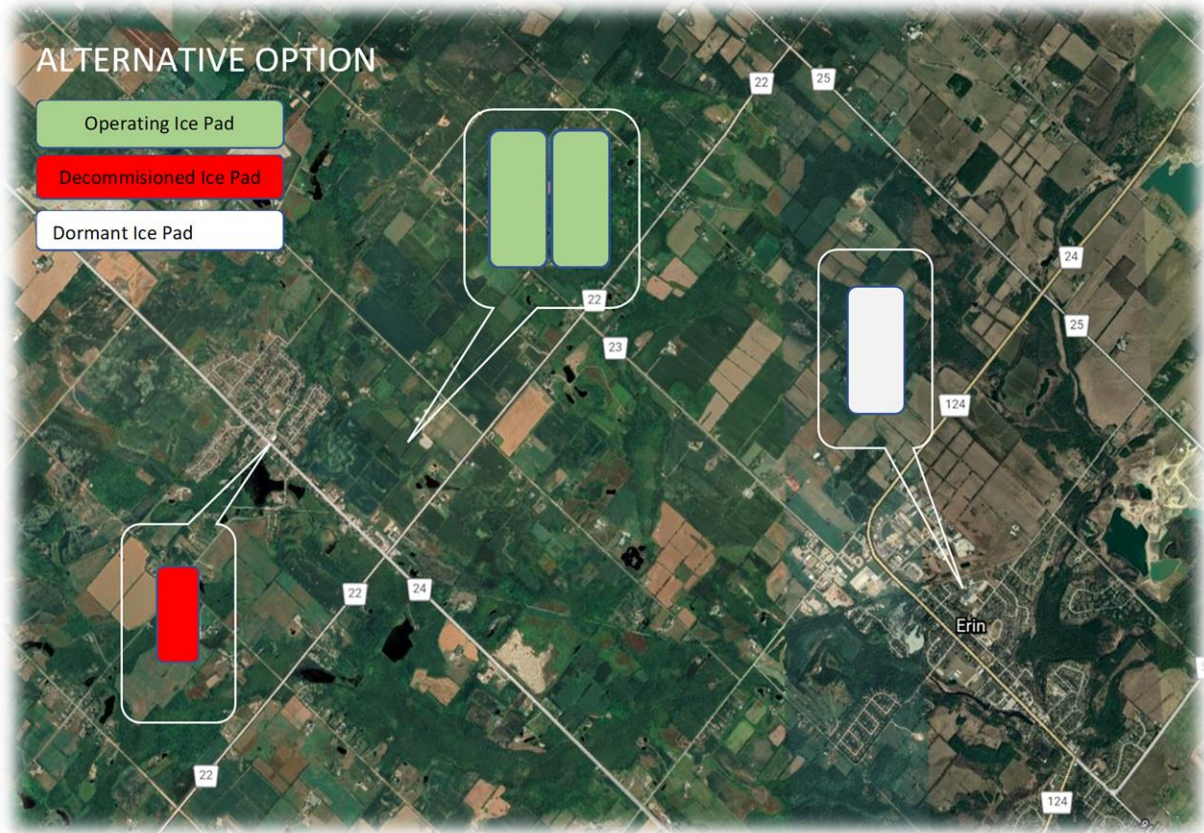 ALTERNATIVE OPTION
Operating Ice Pad
Decommisioned Ice Pad
Dormant Ice Pad
22
25
24
22
25
23
124
22
24
Erin
22
124